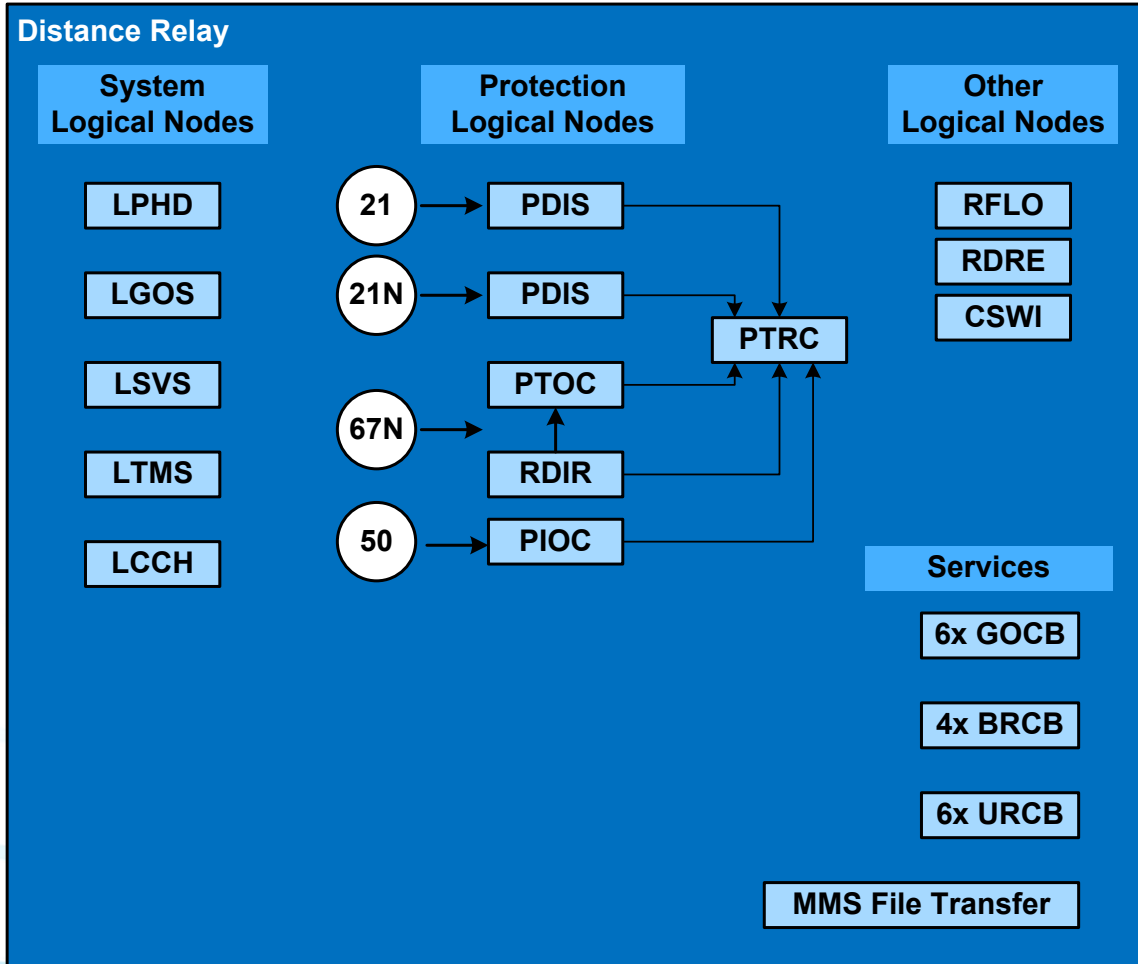 Distance Relay
System
Logical Nodes
LPHD
LGOS
LSVS
LTMS
LCCH
Protection
Logical Nodes
21
PDIS
21N
PDIS
PTRC
PTOC
67N
RDIR
50
PIOC
Other
Logical Nodes
RFLO
RDRE
CSWI
Services
6x GOCB
4x BRCB
6x URCB
MMS File Transfer